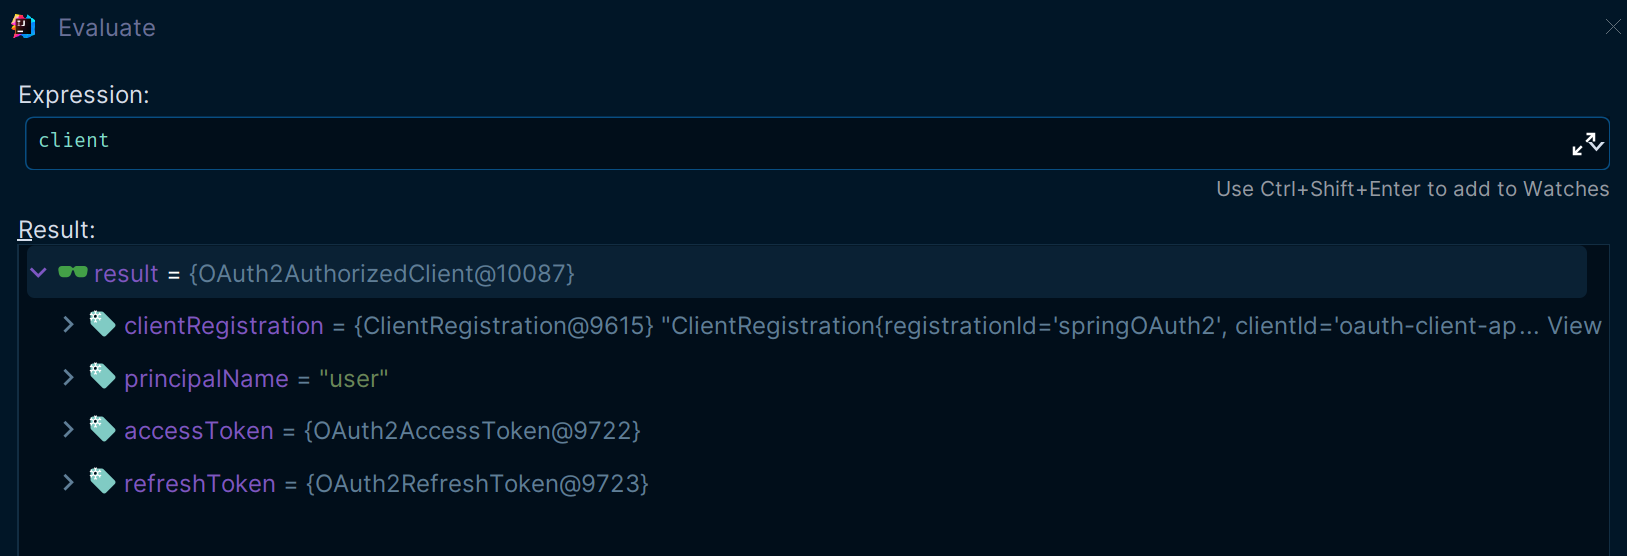 Evaluate
Expression:
client
Use Ctrl+Shift+Enter to add to Watches
Result:
result = {OAuth2AuthorizedClient@10087}
clientRegistration = {ClientRegistration@9615} "ClientRegistration{registrationId='springOAuth2', clientId='oauth-client-ap... View
principalName = "user"
accessToken = {OAuth2AccessToken@9722}
refreshToken = {OAuth2RefreshToken@9723}